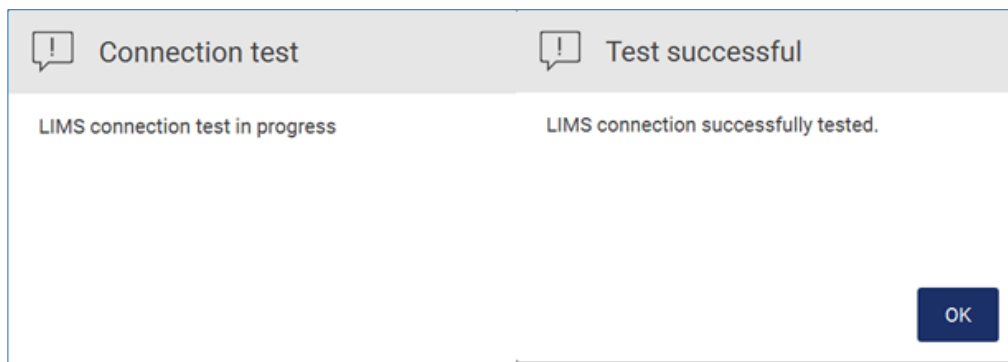 Connection test
LIMS connection test in progress
Test successful
LIMS connection successfully tested.
OK